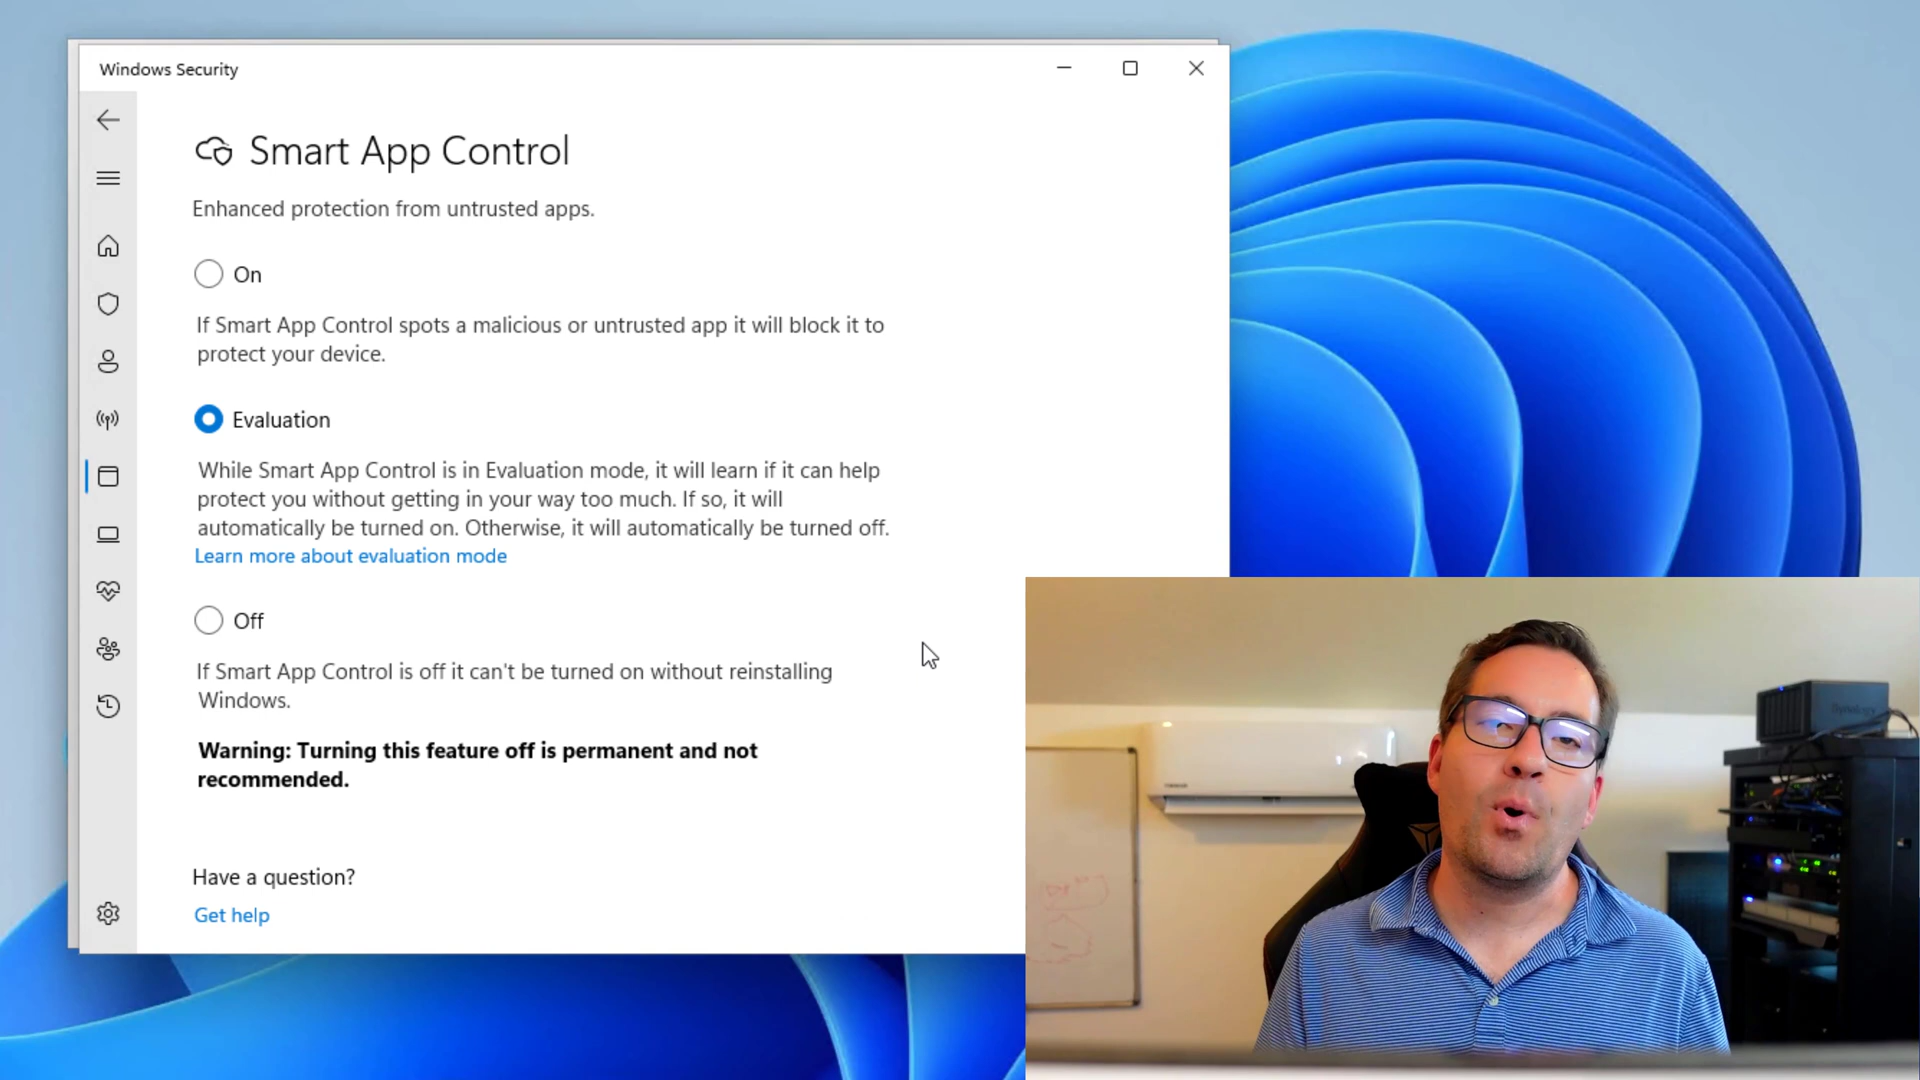 Windows Security
Smart App Control
Enhanced protection from untrusted apps.
On
If Smart App Control spots a malicious or untrusted app it will block it to
protect your device.
Evaluation
While Smart App Control is in Evaluation mode, it will learn if it can help
protect you without getting in your way too much. If so, it will
automatically be turned on. Otherwise, it will automatically be turned off.
Learn more about evaluation mode
Off
If Smart App Control is off it can't be turned on without reinstalling
Windows.
Warning: Turning this feature off is permanent and not
recommended.
Have a question?
Get help
Synology